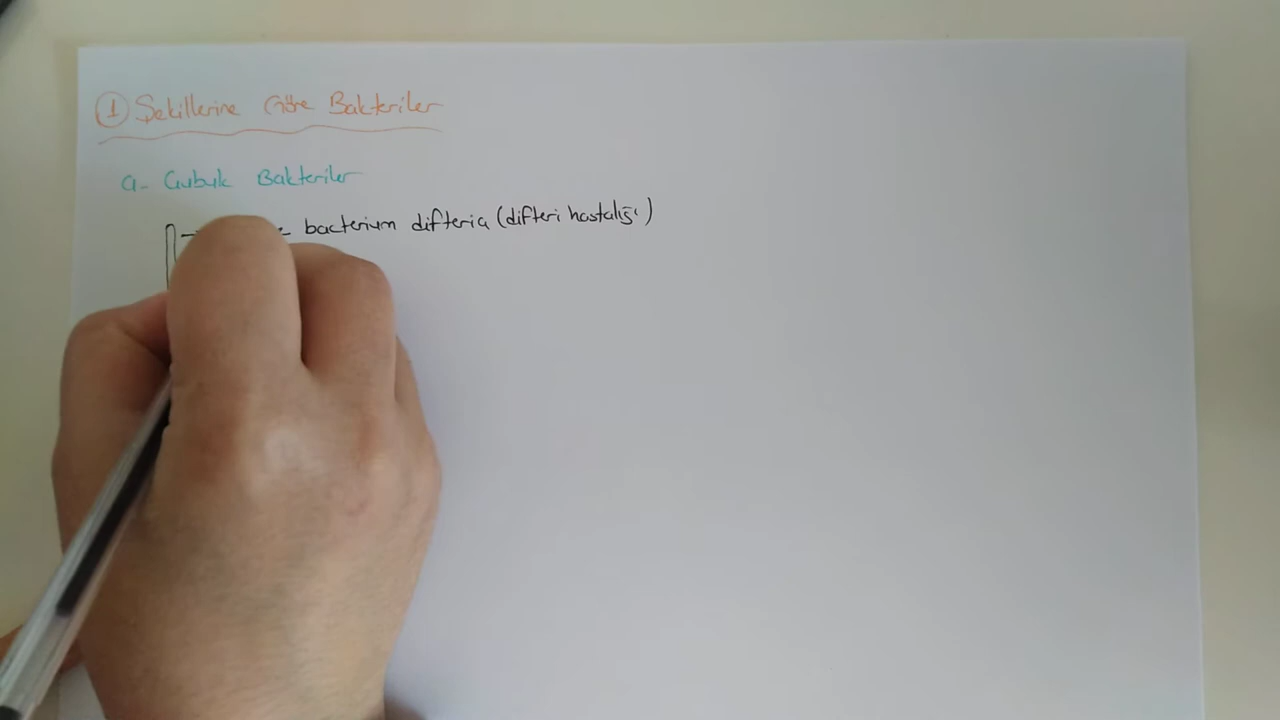 1 Şekillerine Göre Bakteriler
a- Çubuk Bakteriler
bacterium difteria (difteri hastalığı)